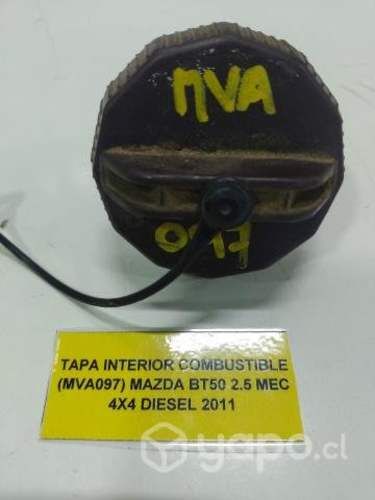 MVA
097
TAPA INTERIOR COMBUSTIBLE
(MVA097) MAZDA BT50 2.5 MEC
4X4 DIESEL 2011
yapo.cl